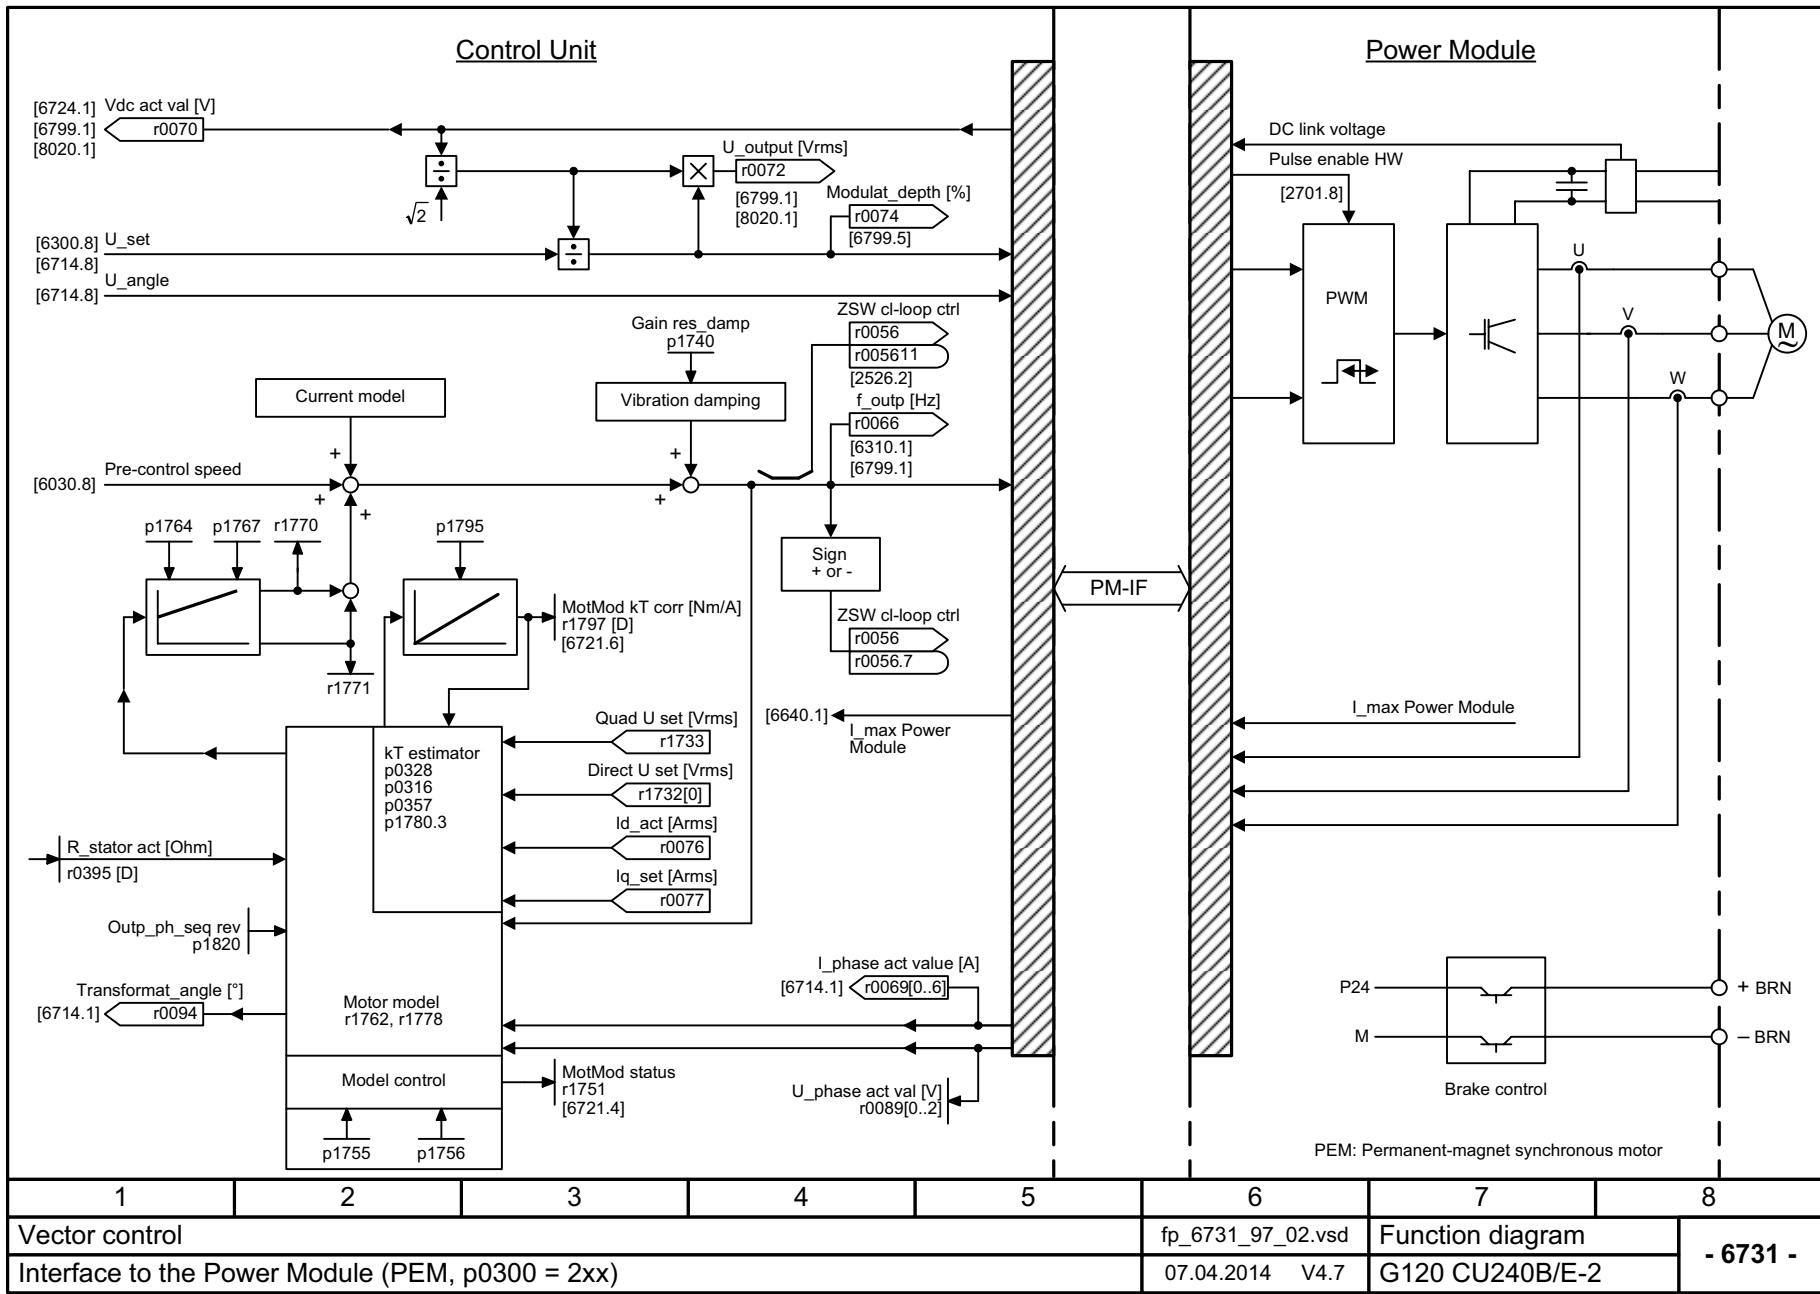 Control Unit
Power Module
[6724.1] Vdc act val [V]
[6799.1] r0070
[8020.1]
DC link voltage
Pulse enable HW
[2701.8]
U_output [Vrms]
r0072
[6799.1]
[8020.1]
÷
√2
×
Modulat_depth [%]
r0074
[6799.5]
[6300.8] U_set
[6714.8]
÷
U_angle
[6714.8]
PWM
U
V
W
M
~
Gain res_damp
p1740
ZSW cl-loop ctrl
r0056
r005611
[2526.2]
Current model
Vibration damping
f_outp [Hz]
r0066
[6310.1]
[6799.1]
+
+
Pre-control speed
[6030.8]
+
+
+
p1764 p1767 r1770
p1795
Sign
+ or -
PM-IF
MotMod kT corr [Nm/A]
r1797 [D]
[6721.6]
ZSW cl-loop ctrl
r0056
r0056.7
r1771
Quad U set [Vrms]
r1733
[6640.1]
I_max Power
Module
I_max Power Module
kT estimator
p0328
p0316
p0357
p1780.3
Direct U set [Vrms]
r1732[0]
Id_act [Arms]
r0076
R_stator act [Ohm]
r0395 [D]
Iq_set [Arms]
r0077
Outp_ph_seq rev
p1820
I_phase act value [A]
[6714.1] r0069[0..6]
Transformat_angle [°]
[6714.1] r0094
Motor model
r1762, r1778
P24
+ BRN
M
– BRN
Brake control
Model control
MotMod status
r1751
[6721.4]
U_phase act val [V]
r0089[0..2]
p1755 p1756
PEM: Permanent-magnet synchronous motor
1 2 3 4 5 6 7 8
Vector control
fp_6731_97_02.vsd
Function diagram
- 6731 -
Interface to the Power Module (PEM, p0300 = 2xx)
07.04.2014 V4.7
G120 CU240B/E-2